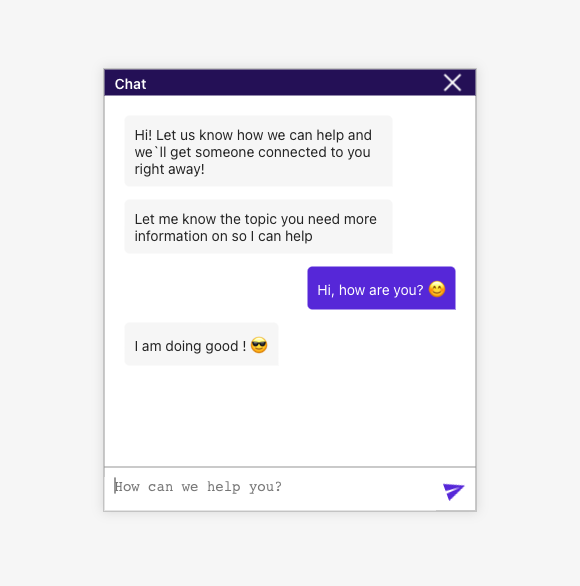 Chat
Hi! Let us know how we can help and
we`ll get someone connected to you
right away!
Let me know the topic you need more
information on so I can help
Hi, how are you? 😊
I am doing good ! 😎
How can we help you?